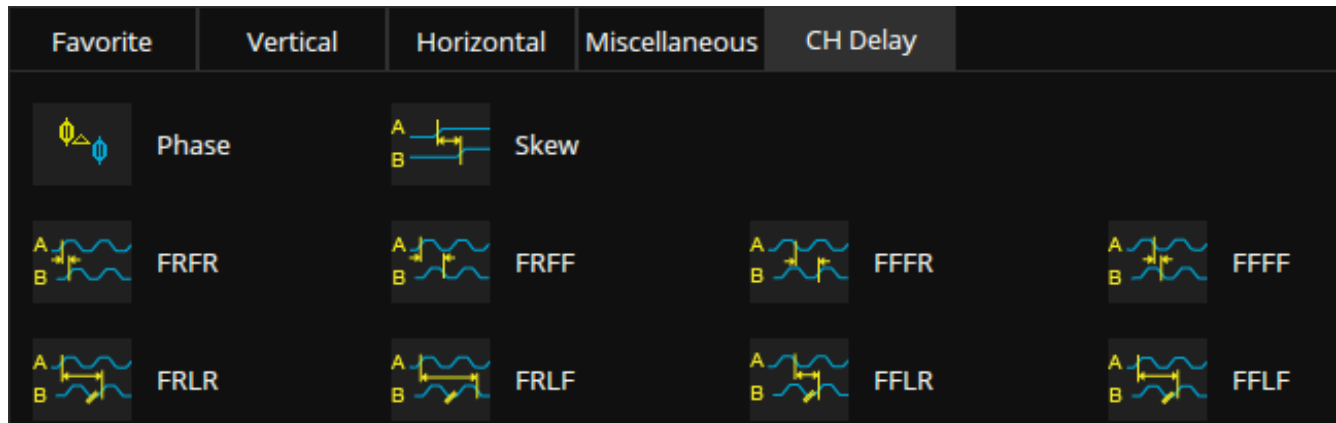 Favorite Vertical Horizontal Miscellaneous CH Delay
Phase A B Skew
A B FRFR A B FRFF A B FFFR A B FFFF
A B FRLR A B FRLF A B FFLR A B FFLF